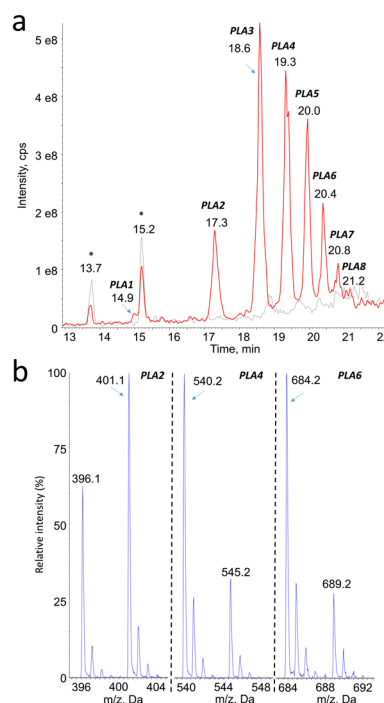 a
Intensity, cps
5 e8
4 e8
3 e8
2 e8
1 e8
0
PLA3
18.6
PLA4
19.3
PLA5
20.0
PLA6
20.4
PLA2
17.3
PLA7
20.8
PLA8
21.2
*
15.2
*
13.7
PLA1
14.9
13 14 15 16 17 18 19 20 21 22
Time, min
b
Relative intensity (%)
100
75
50
25
0
401.1
PLA2
396.1
540.2
PLA4
545.2
684.2
PLA6
689.2
396 400 404
540 544 548
684 688 692
m/z, Da
m/z, Da
m/z, Da